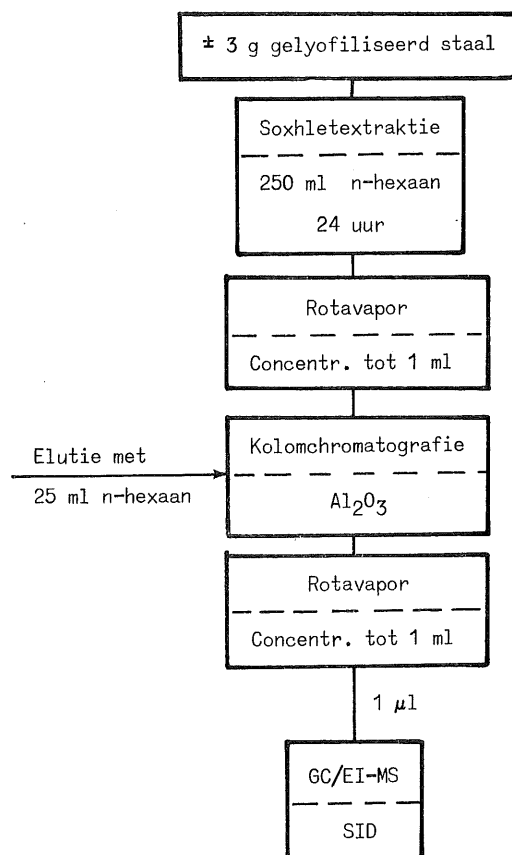 ± 3 g gelyofiliseerd staal
Soxhletextraktie
250 ml n-hexaan
24 uur
Rotavapor
Concentr. tot 1 ml
Elutie met
25 ml n-hexaan
Kolomchromatografie
Al₂O₃
Rotavapor
Concentr. tot 1 ml
1 µl
GC/EI-MS
SID